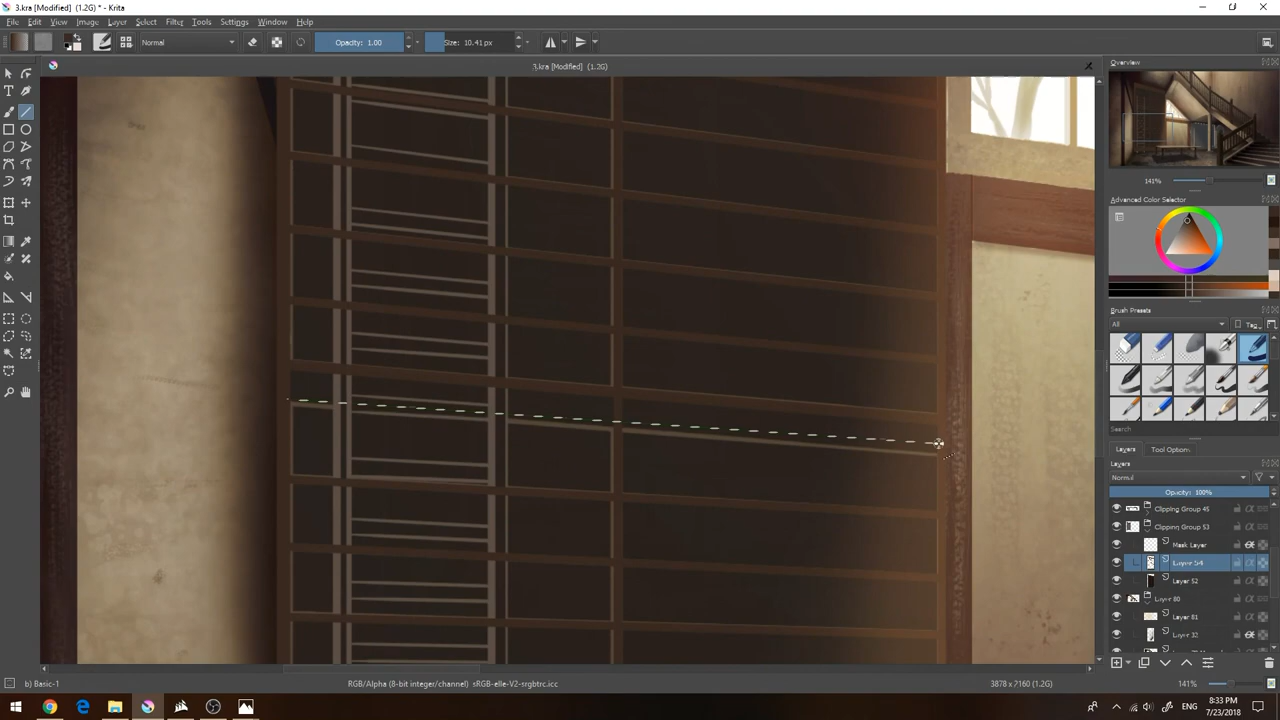 3.kra [Modified] (1.2G) * - Krita
File Edit View Image Layer Select Filter Tools Settings Window Help
Normal Opacity: 1.00 Size: 10.41 px
3.kra [Modified] (1.2G)
Overview
141%
Advanced Color Selector
Brush Presets
All Tag
Search
Layers Tool Options
Layers
Normal
Opacity: 100%
Clipping Group 45
Clipping Group 53
Mask Layer
Layer 54
Layer 52
Layer 80
Layer 81
Layer 32
b) Basic-1 RGB/Alpha (8-bit integer/channel) sRGB-elle-V2-srgbtrc.icc 3878 x 2160 (1.2G) 141%
ENG 8:33 PM
7/23/2018